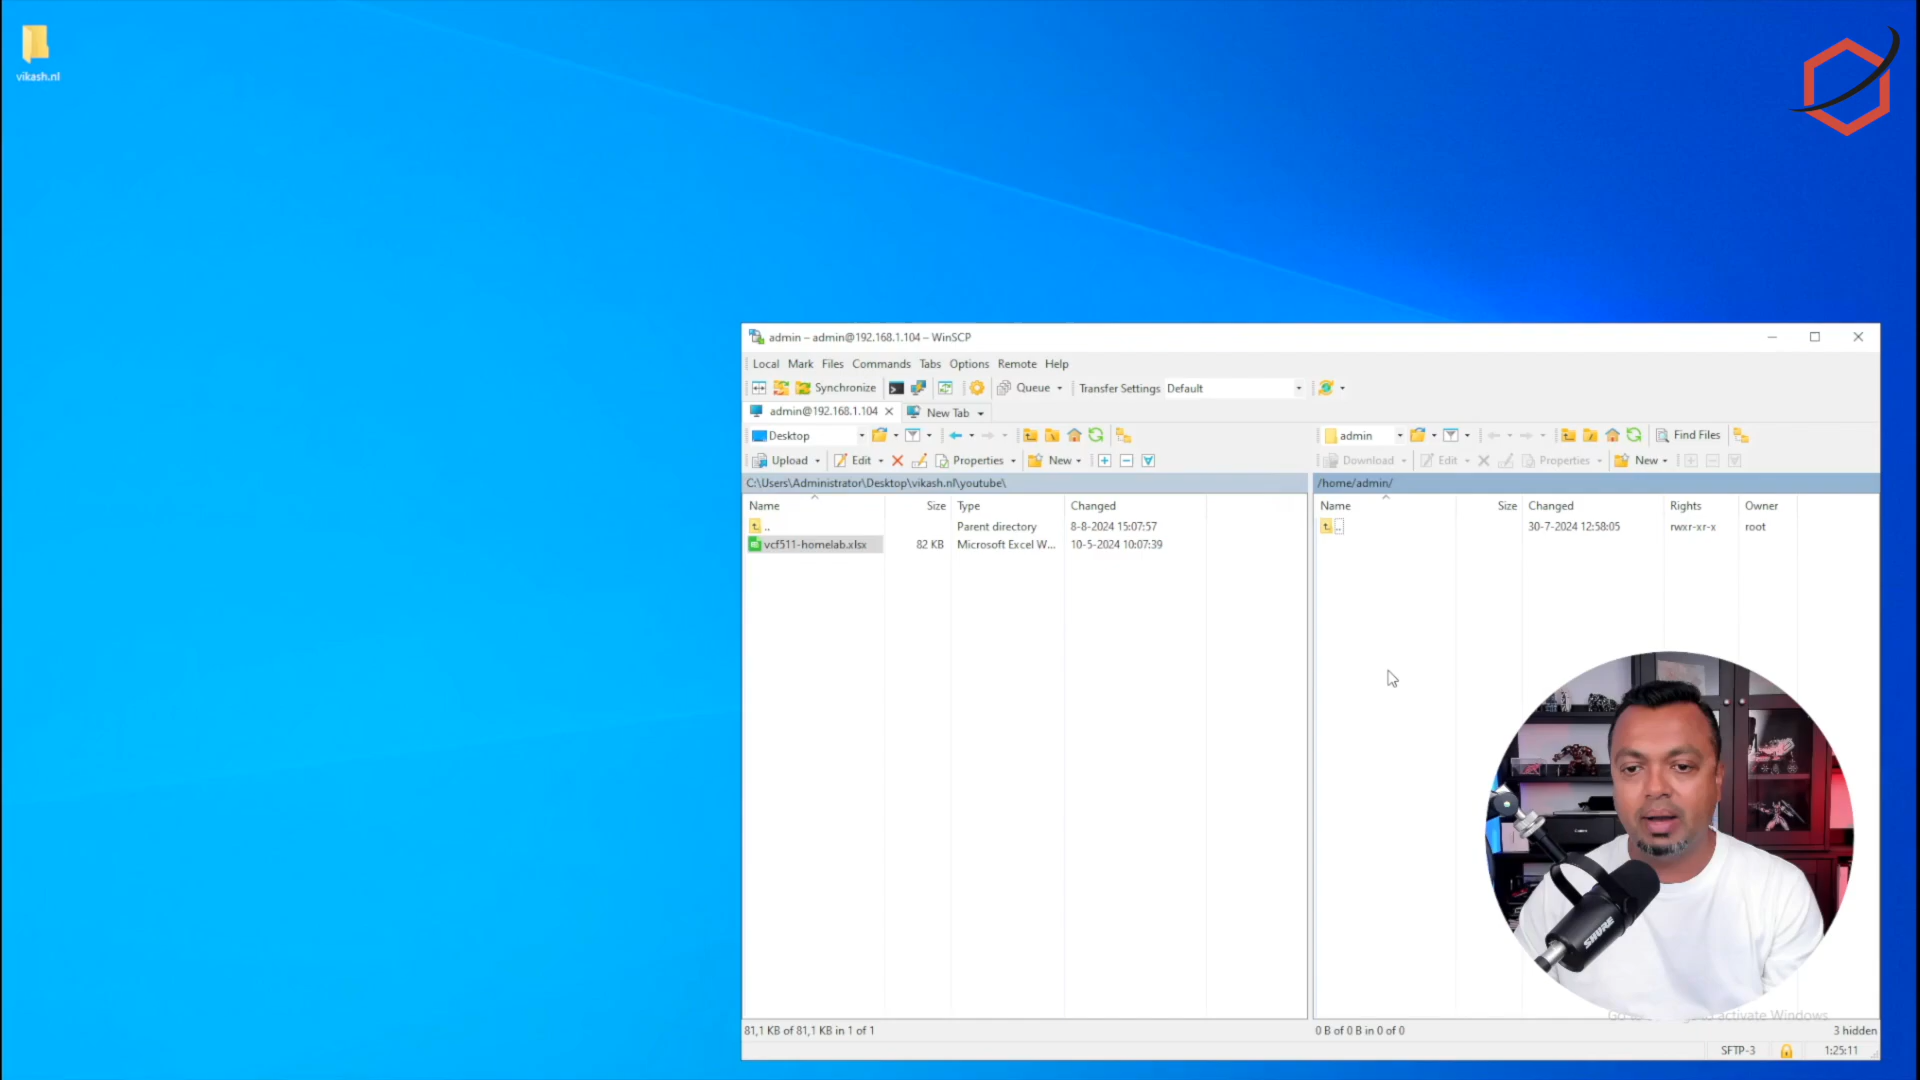 vikash.nl
admin – admin@192.168.1.104 – WinSCP
Local Mark Files Commands Tabs Options Remote Help
Synchronize Queue Transfer Settings Default
admin@192.168.1.104 New Tab
Desktop
admin Find Files
Upload Edit Properties New
Download Edit Properties New
C:\Users\Administrator\Desktop\vikash.nl\youtube\
/home/admin/
Name Size Type Changed
.. Parent directory 8-8-2024 15:07:57
vcf511-homelab.xlsx 82 KB Microsoft Excel W... 10-5-2024 10:07:39
Name Size Changed Rights Owner
.. 30-7-2024 12:58:05 rwxr-xr-x root
SHURE
activate Windows.
81,1 KB of 81,1 KB in 1 of 1
0 B of 0 B in 0 of 0
3 hidden
SFTP-3 1:25:11